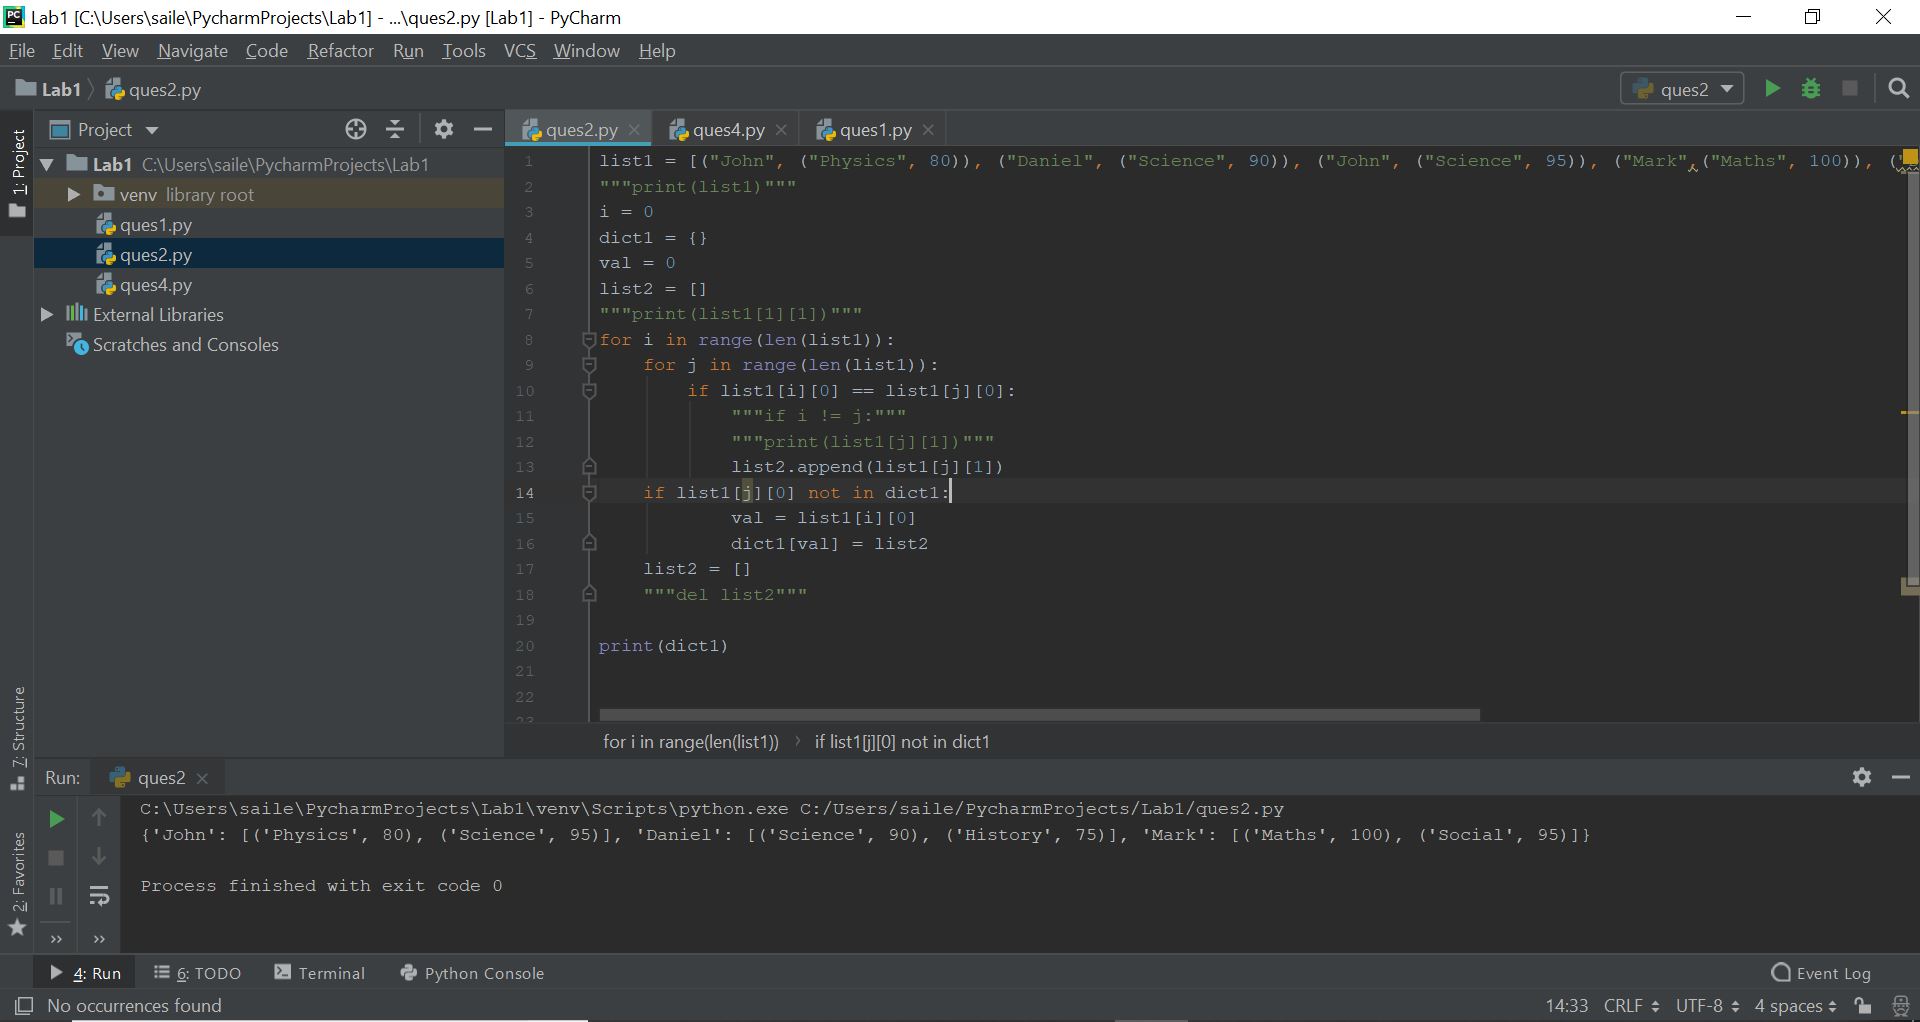 Lab1 [C:\Users\saile\PycharmProjects\Lab1] - ...\ques2.py [Lab1] - PyCharm
File Edit View Navigate Code Refactor Run Tools VCS Window Help
Lab1 ques2.py ques2
1: Project
Project
ques2.py ques4.py ques1.py
Lab1 C:\Users\saile\PycharmProjects\Lab1
venv library root
ques1.py
ques2.py
ques4.py
External Libraries
Scratches and Consoles
1 list1 = [("John", ("Physics", 80)), ("Daniel", ("Science", 90)), ("John", ("Science", 95)), ("Mark",("Maths", 100)), (
2 """print(list1)"""
3 i = 0
4 dict1 = {}
5 val = 0
6 list2 = []
7 """print(list1[1][1])"""
8 for i in range(len(list1)):
9 for j in range(len(list1)):
10 if list1[i][0] == list1[j][0]:
11 """if i != j:"""
12 """print(list1[j][1])"""
13 list2.append(list1[j][1])
14 if list1[j][0] not in dict1:
15 val = list1[i][0]
16 dict1[val] = list2
17 list2 = []
18 """del list2"""
19
20 print(dict1)
21
22
23
for i in range(len(list1)) if list1[j][0] not in dict1
7: Structure
2: Favorites
Run: ques2
C:\Users\saile\PycharmProjects\Lab1\venv\Scripts\python.exe C:/Users/saile/PycharmProjects/Lab1/ques2.py
{'John': [('Physics', 80), ('Science', 95)], 'Daniel': [('Science', 90), ('History', 75)], 'Mark': [('Maths', 100), ('Social', 95)]}
Process finished with exit code 0
4: Run 6: TODO Terminal Python Console Event Log
No occurrences found 14:33 CRLF UTF-8 4 spaces